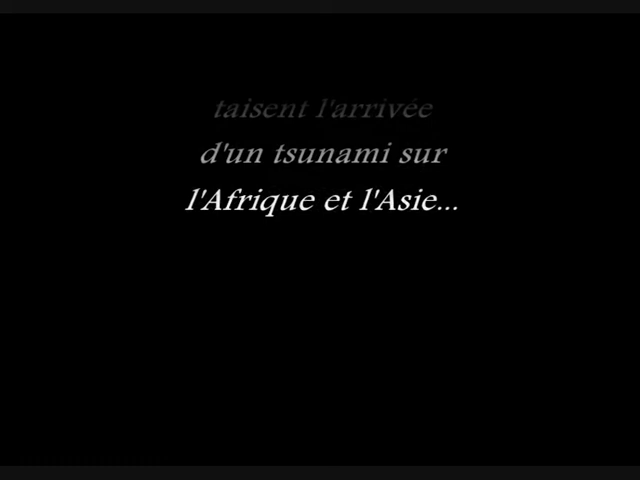 taisent l'arrivée
d'un tsunami sur
l'Afrique et l'Asie...